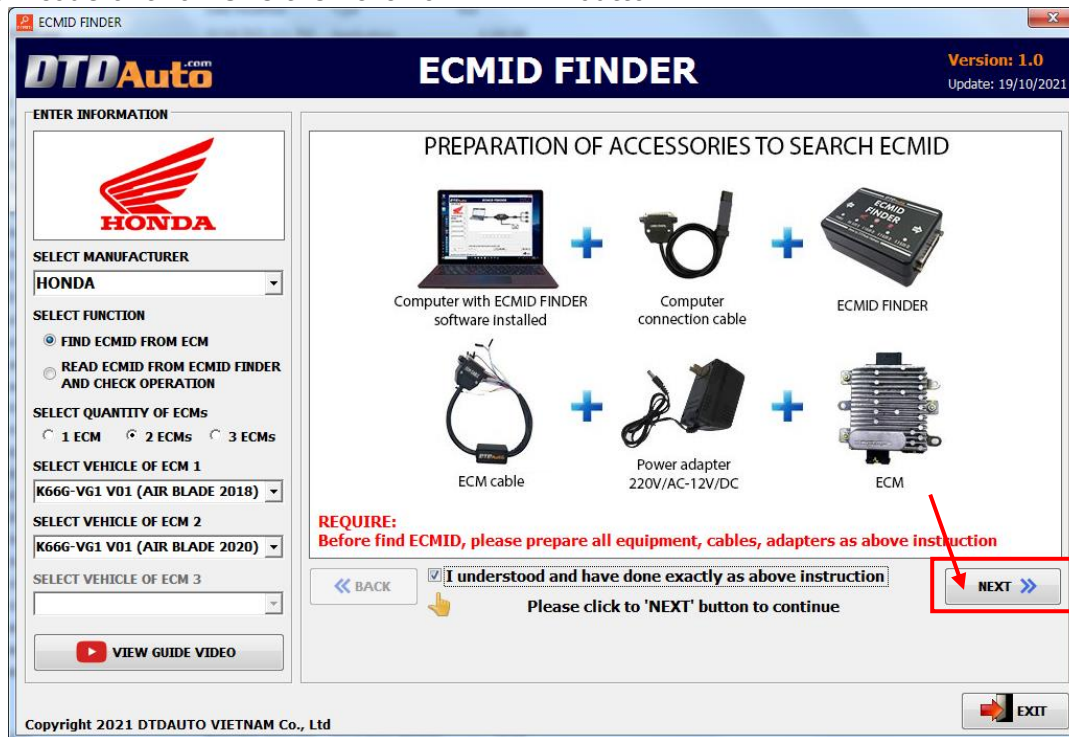 ECMID FINDER
DTDAuto.com
ECMID FINDER
Version: 1.0
Update: 19/10/2021
ENTER INFORMATION
HONDA
SELECT MANUFACTURER
HONDA
SELECT FUNCTION
FIND ECMID FROM ECM
READ ECMID FROM ECMID FINDER
AND CHECK OPERATION
SELECT QUANTITY OF ECMs
1 ECM 2 ECMs 3 ECMs
SELECT VEHICLE OF ECM 1
K66G-VG1 V01 (AIR BLADE 2018)
SELECT VEHICLE OF ECM 2
K66G-VG1 V01 (AIR BLADE 2020)
SELECT VEHICLE OF ECM 3
VIEW GUIDE VIDEO
PREPARATION OF ACCESSORIES TO SEARCH ECMID
Computer with ECMID FINDER
software installed
Computer
connection cable
ECMID
FINDER
ECMID FINDER
ECM cable
Power adapter
220V/AC-12V/DC
ECM
REQUIRE:
Before find ECMID, please prepare all equipment, cables, adapters as above instruction
BACK
I understood and have done exactly as above instruction
Please click to 'NEXT' button to continue
NEXT
EXIT
Copyright 2021 DTDAUTO VIETNAM Co., Ltd